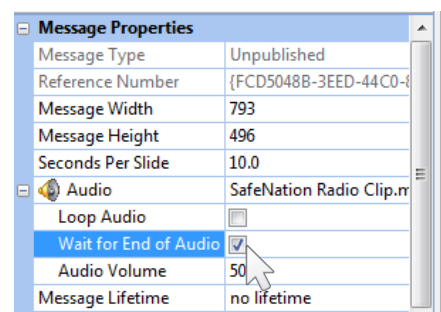 Message Properties
Message Type Unpublished
Reference Number {FCD5048B-3EED-44C0-
Message Width 793
Message Height 496
Seconds Per Slide 10.0
Audio SafeNation Radio Clip.m
Loop Audio
Wait for End of Audio
Audio Volume 50
Message Lifetime no lifetime